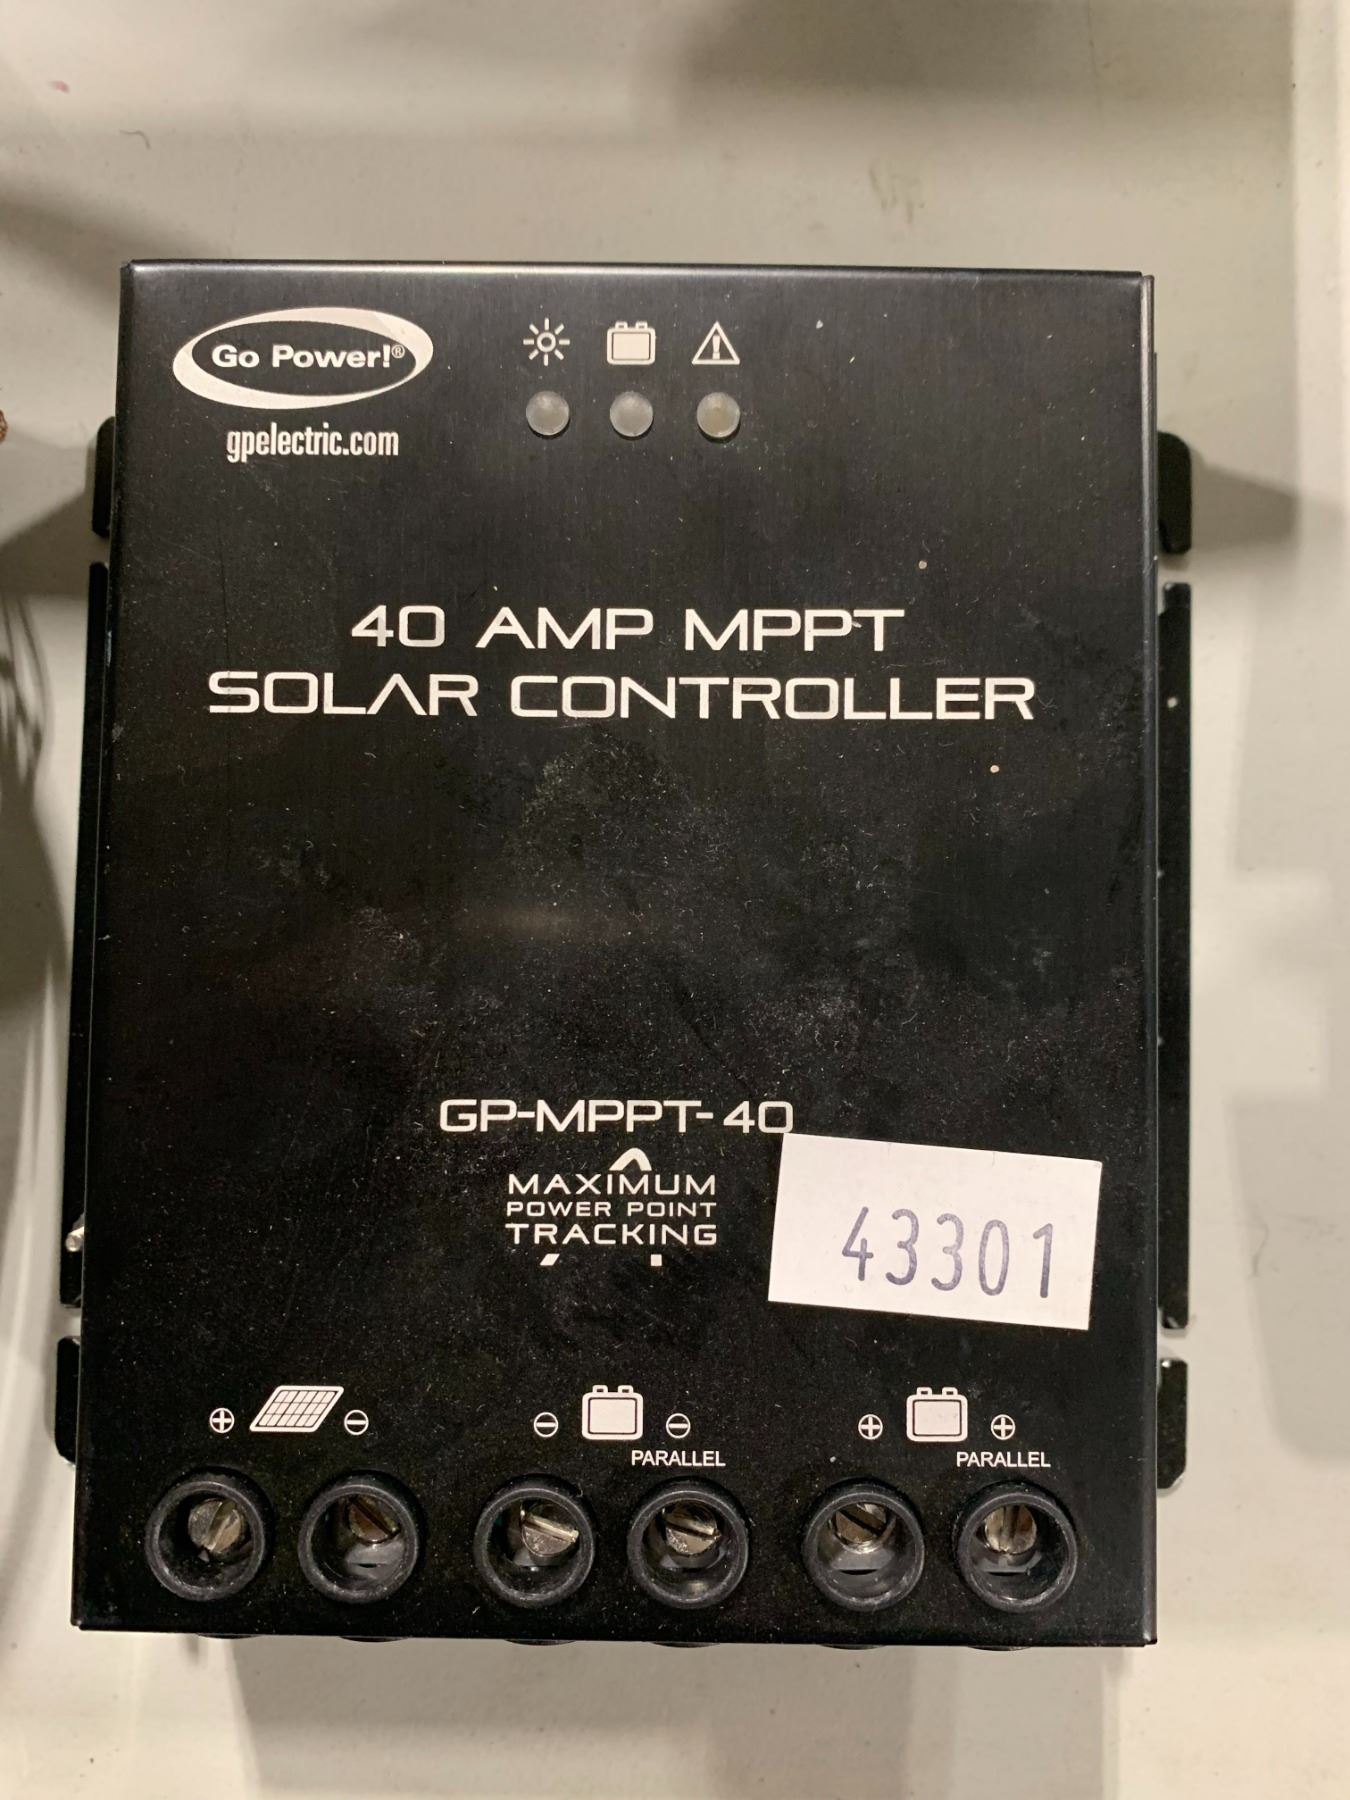 Go Power!®
gpelectric.com
40 AMP MPPT
SOLAR CONTROLLER
GP-MPPT-40
MAXIMUM
POWER POINT
TRACKING
43301
PARALLEL
PARALLEL